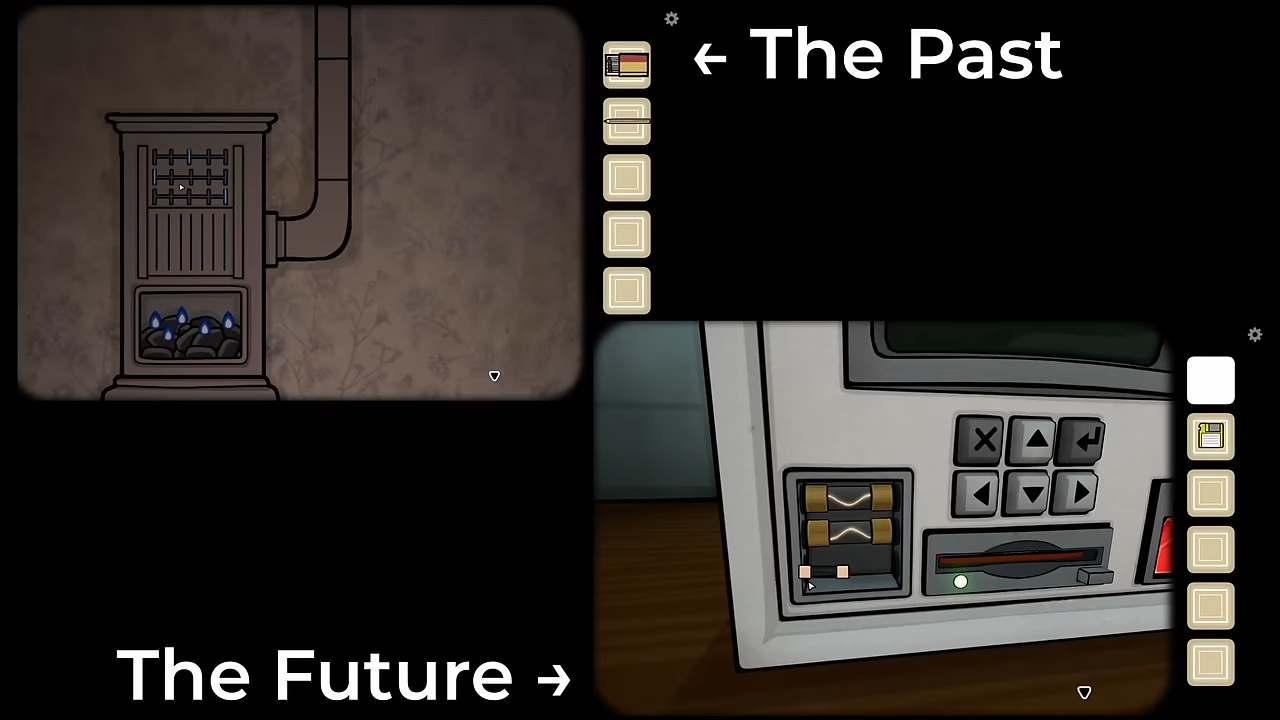 ← The Past
The Future →